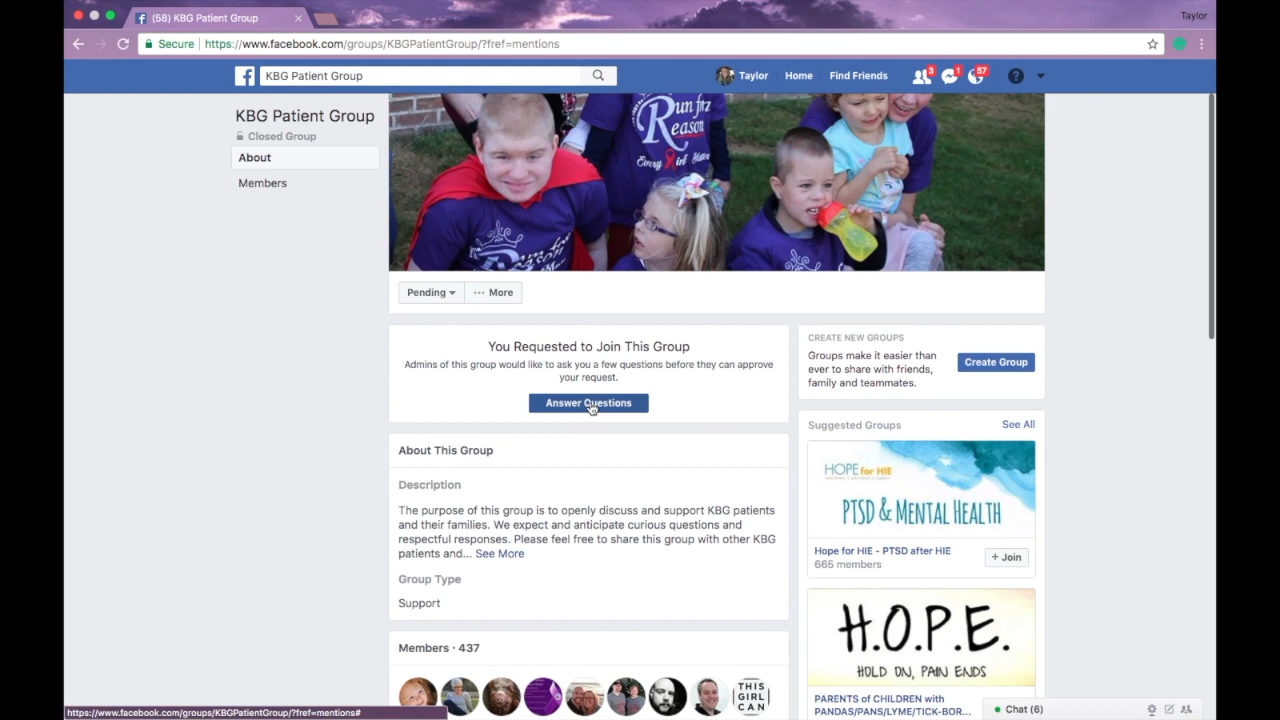 (58) KBG Patient Group
Taylor
Secure
https://www.facebook.com/groups/KBGPatientGroup/?fref=mentions
KBG Patient Group
Taylor
Home
Find Friends
3
1
57
KBG Patient Group
Closed Group
About
Members
Run for a
Reason
Every
Pending
More
You Requested to Join This Group
Admins of this group would like to ask you a few questions before they can approve
your request.
Answer Questions
About This Group
Description
The purpose of this group is to openly discuss and support KBG patients
and their families. We expect and anticipate curious questions and
respectful responses. Please feel free to share this group with other KBG
patients and... See More
Group Type
Support
Members · 437
THIS
GIRL
CAN
CREATE NEW GROUPS
Groups make it easier than
ever to share with friends,
family and teammates.
Create Group
Suggested Groups
See All
HOPE for HIE
PTSD & MENTAL HEALTH
Hope for HIE - PTSD after HIE
665 members
+ Join
H.O.P.E.
HOLD ON, PAIN ENDS
PARENTS of CHILDREN with
PANDAS/PANS/LYME/TICK-BOR...
Chat (6)
https://www.facebook.com/groups/KBGPatientGroup/?fref=mentions#